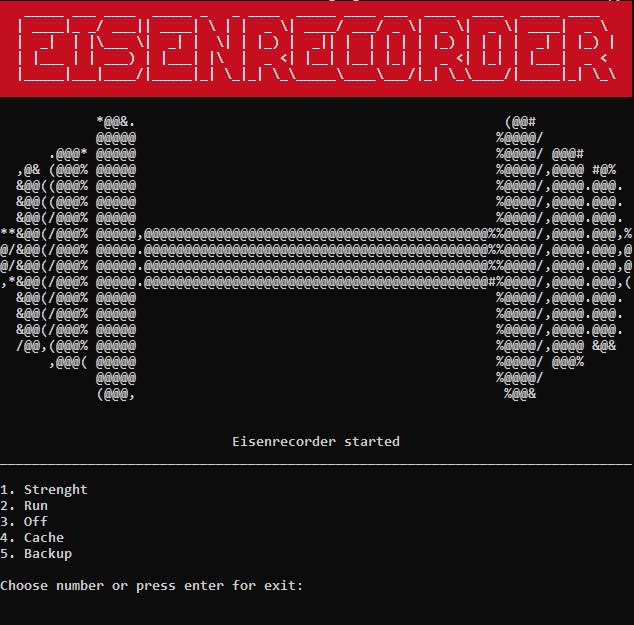 EISENRECORDER
Eisenrecorder started
1. Strenght
2. Run
3. Off
4. Cache
5. Backup
Choose number or press enter for exit: